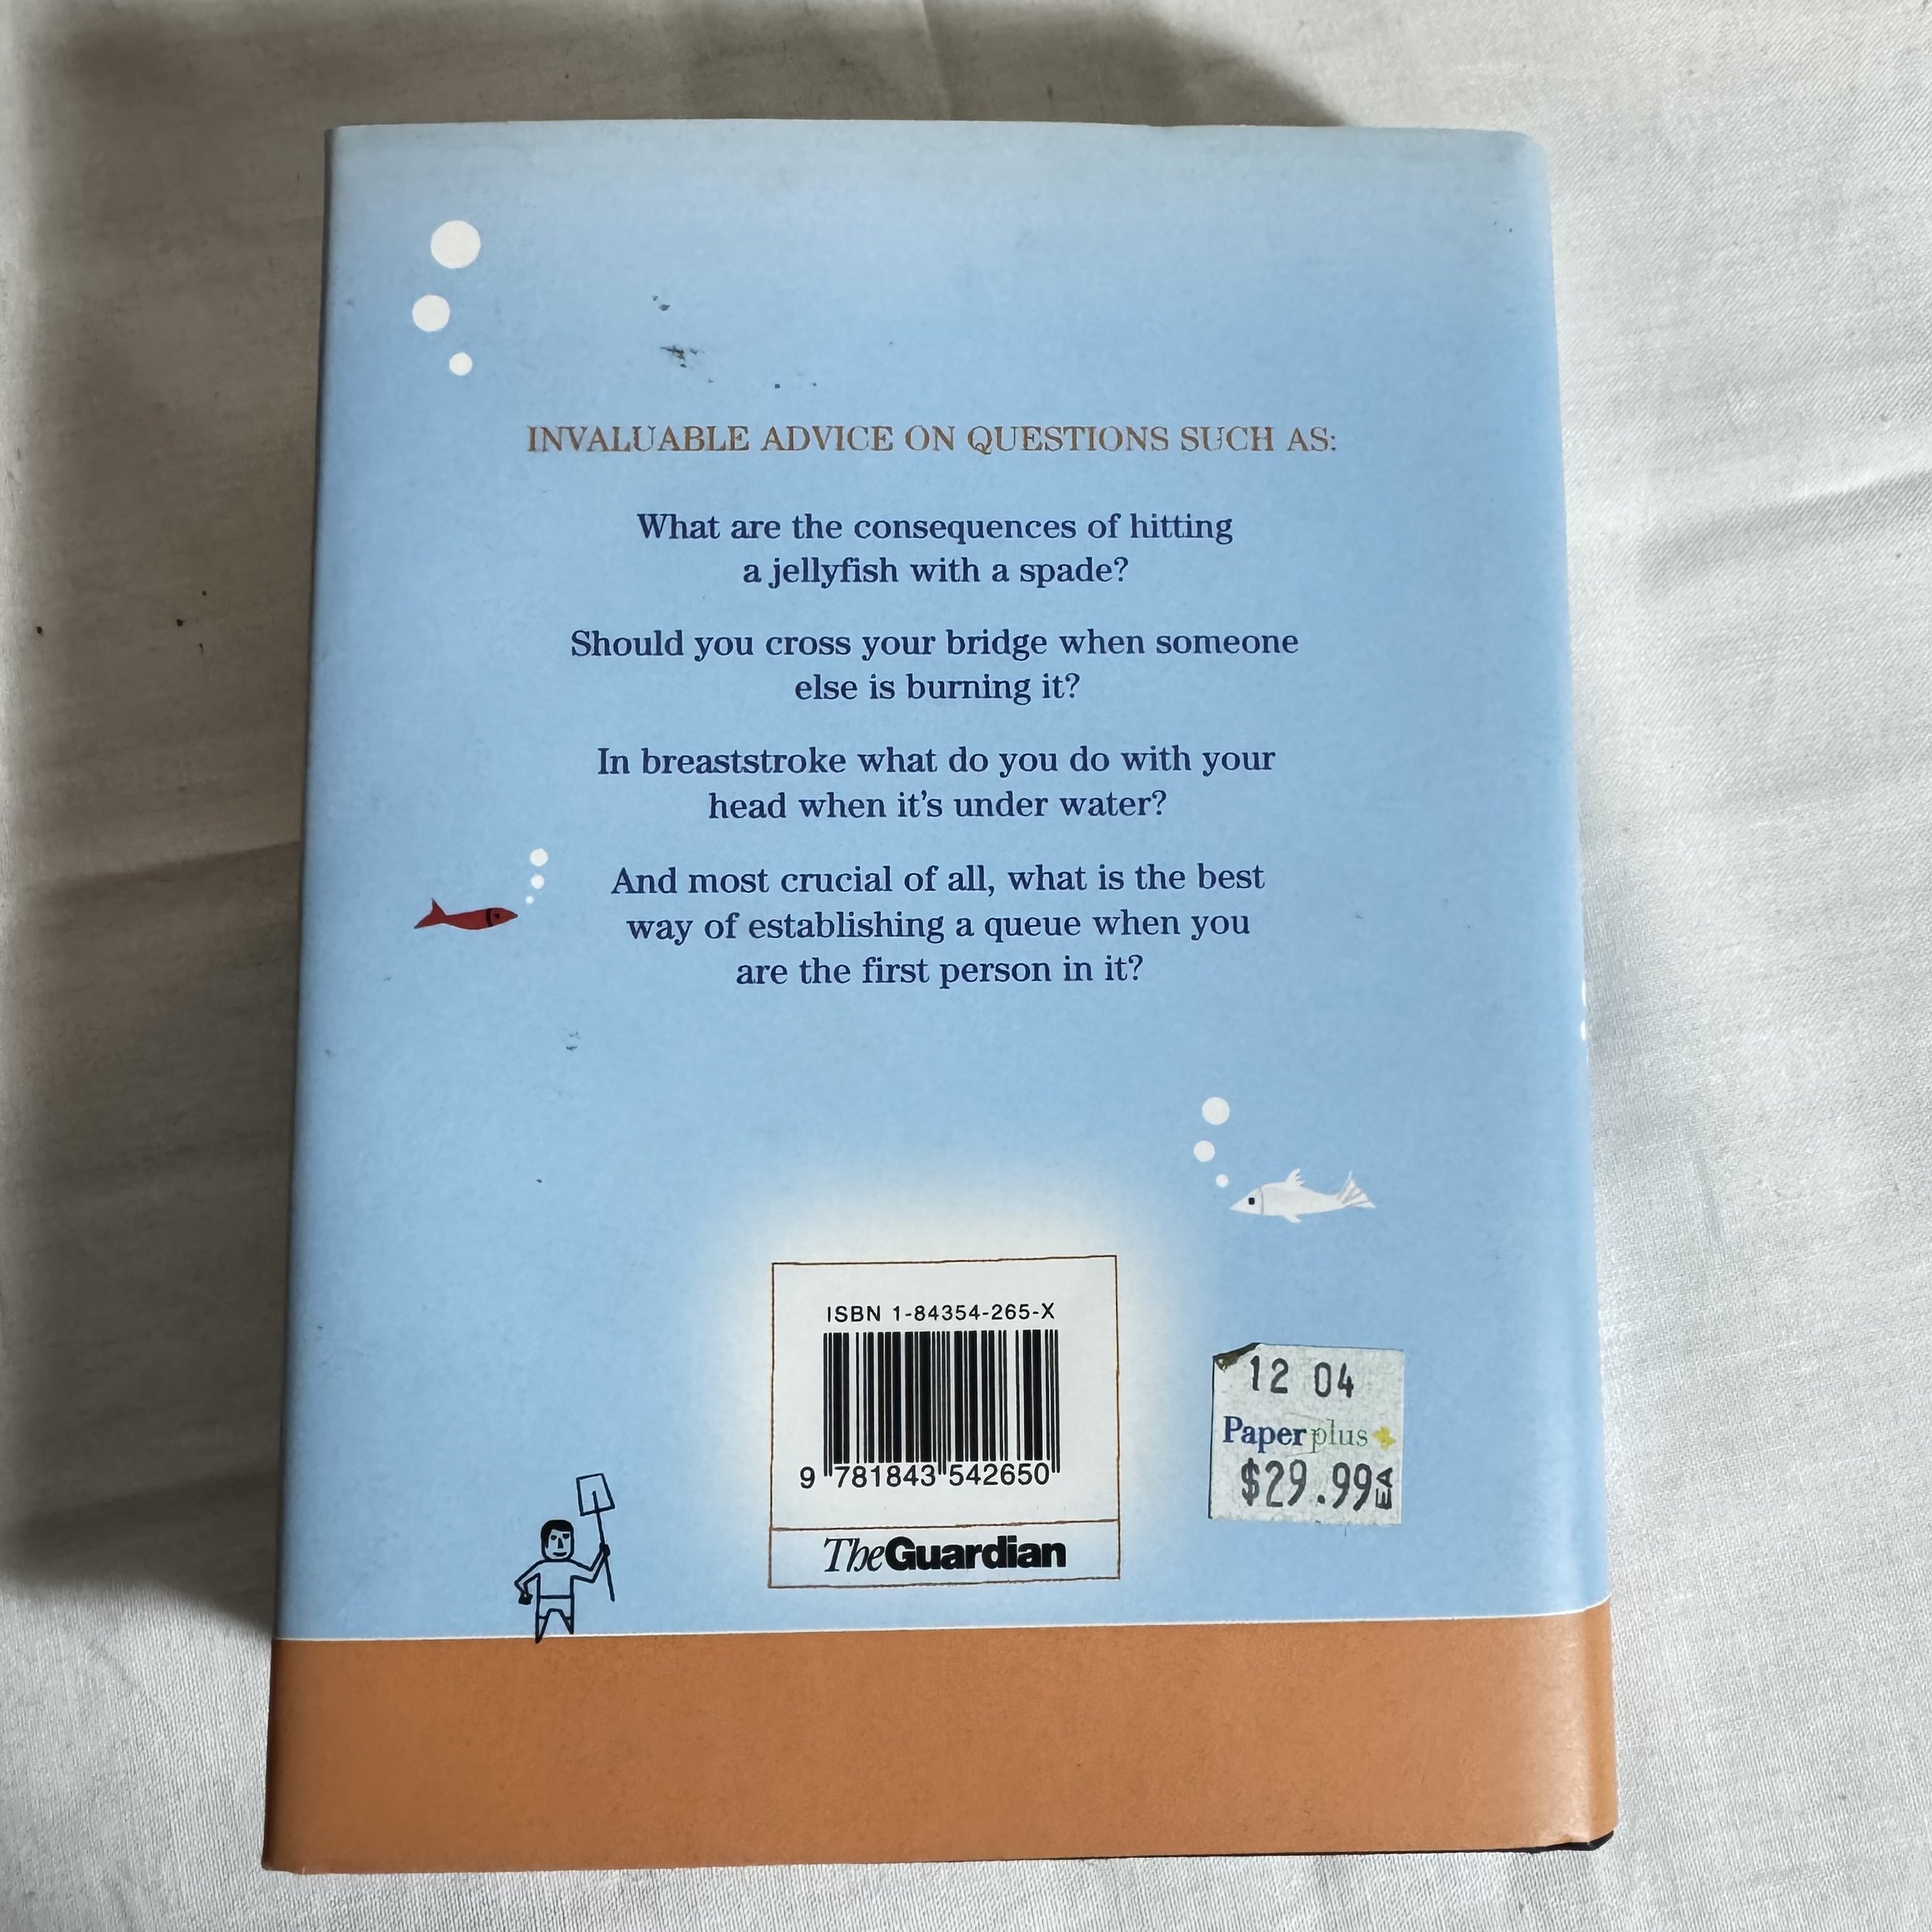 INVALUABLE ADVICE ON QUESTIONS SUCH AS:
What are the consequences of hitting
a jellyfish with a spade?
Should you cross your bridge when someone
else is burning it?
In breaststroke what do you do with your
head when it's under water?
And most crucial of all, what is the best
way of establishing a queue when you
are the first person in it?
ISBN 1-84354-265-X
9 781843 542650
TheGuardian
12 04
Paperplus
$29.99 EA